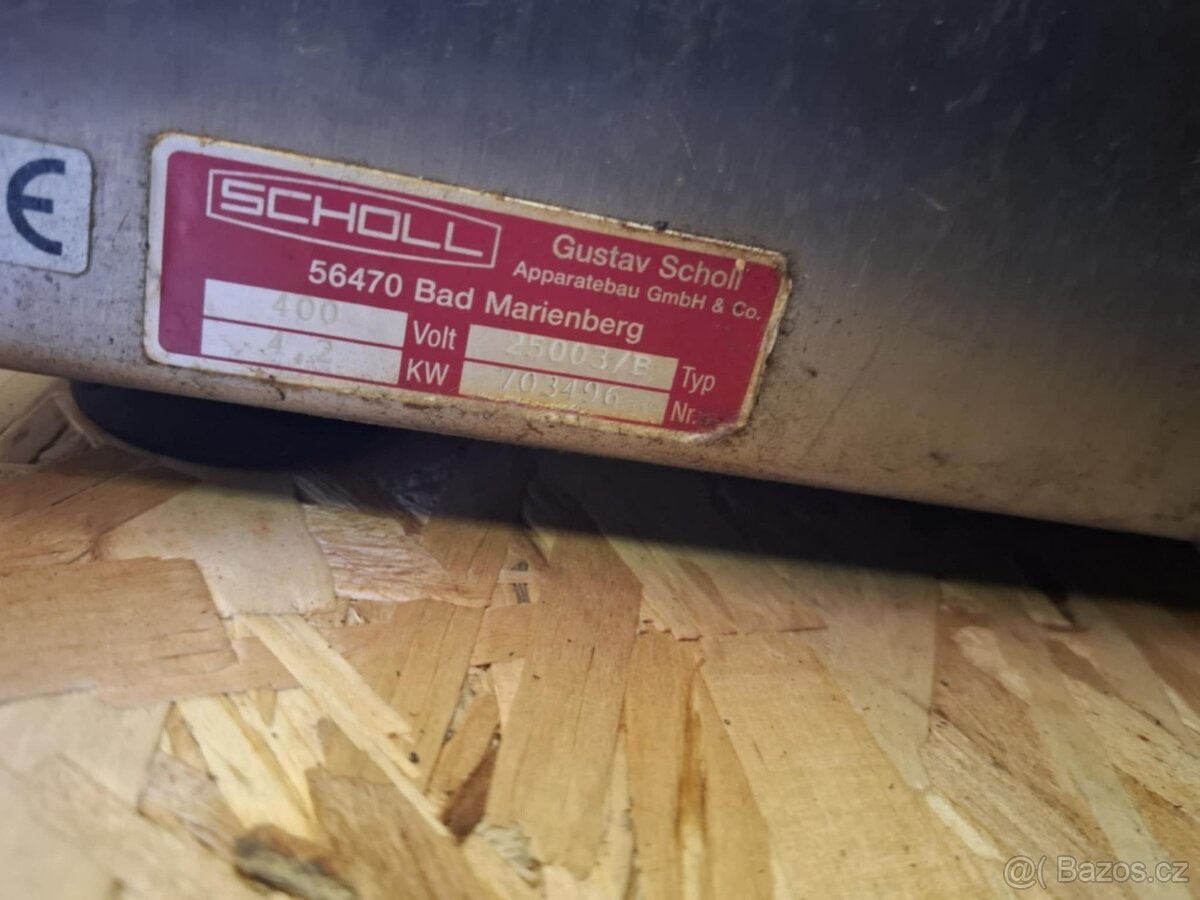 CE
SCHOLL
Gustav Scholl
Apparatebau GmbH & Co.
56470 Bad Marienberg
400 Volt 25003/E Typ
4,2 KW 703496 Nr.
@( Bazos.cz